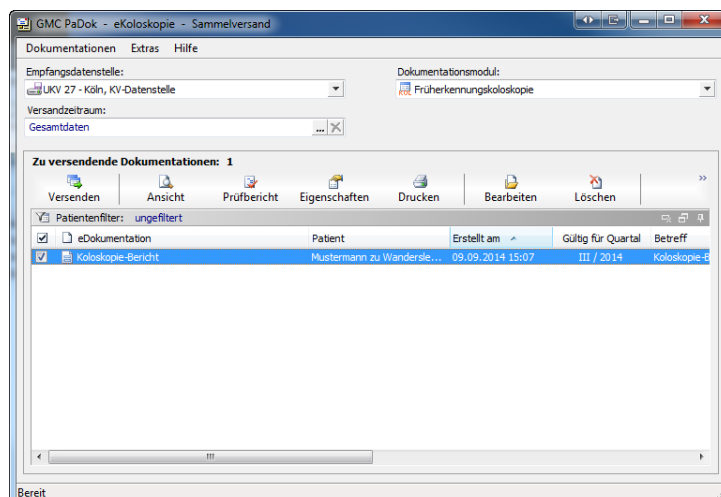 GMC PaDok - eKoloskopie - Sammelversand
Dokumentationen Extras Hilfe
Empfangsdatenstelle: Dokumentationsmodul:
UKV 27 - Köln, KV-Datenstelle Früherkennungskoloskopie
Versandzeitraum:
Gesamtdaten ...
Zu versendende Dokumentationen: 1
Versenden Ansicht Prüfbericht Eigenschaften Drucken Bearbeiten Löschen »
Patientenfilter: ungefiltert
eDokumentation Patient Erstellt am Gültig für Quartal Betreff
Koloskopie-Bericht Mustermann zu Wandersle... 09.09.2014 15:07 III / 2014 Koloskopie-B
Bereit